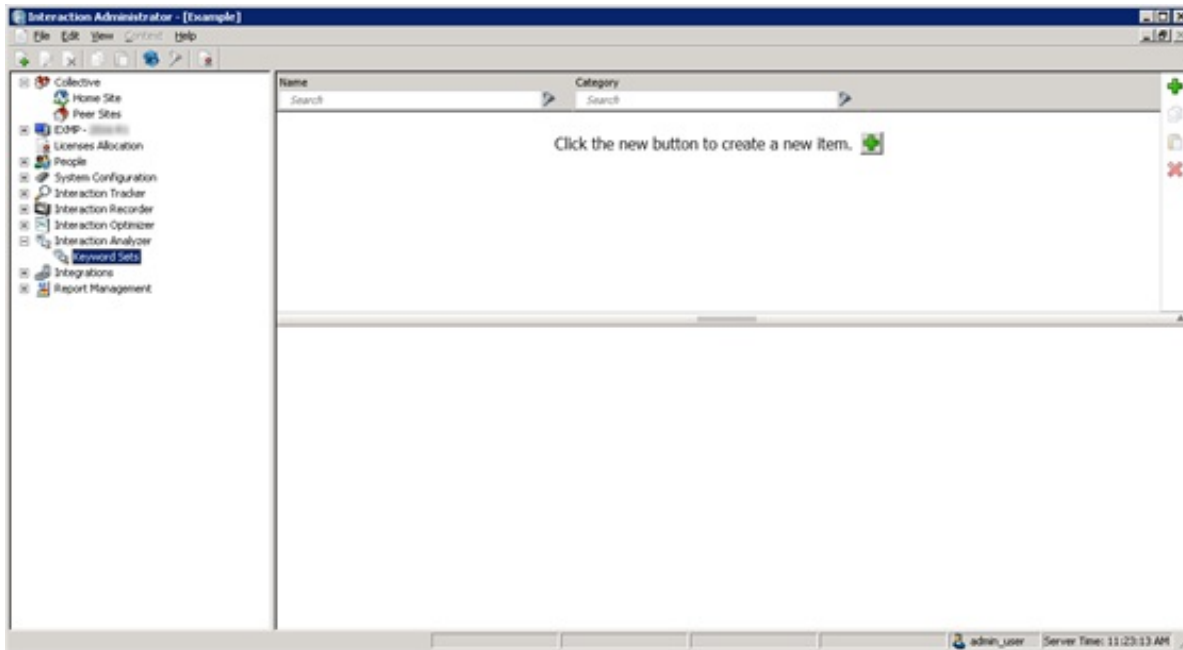 Interaction Administrator - [Example]
File Edit View Context Help
Collective
Home Site
Peer Sites
EXMP-
Licenses Allocation
People
System Configuration
Interaction Tracker
Interaction Recorder
Interaction Optimizer
Interaction Analyzer
Keyword Sets
Integrations
Report Management
Name Category
Search Search
Click the new button to create a new item.
admin_user Server Time: 11:23:13 AM